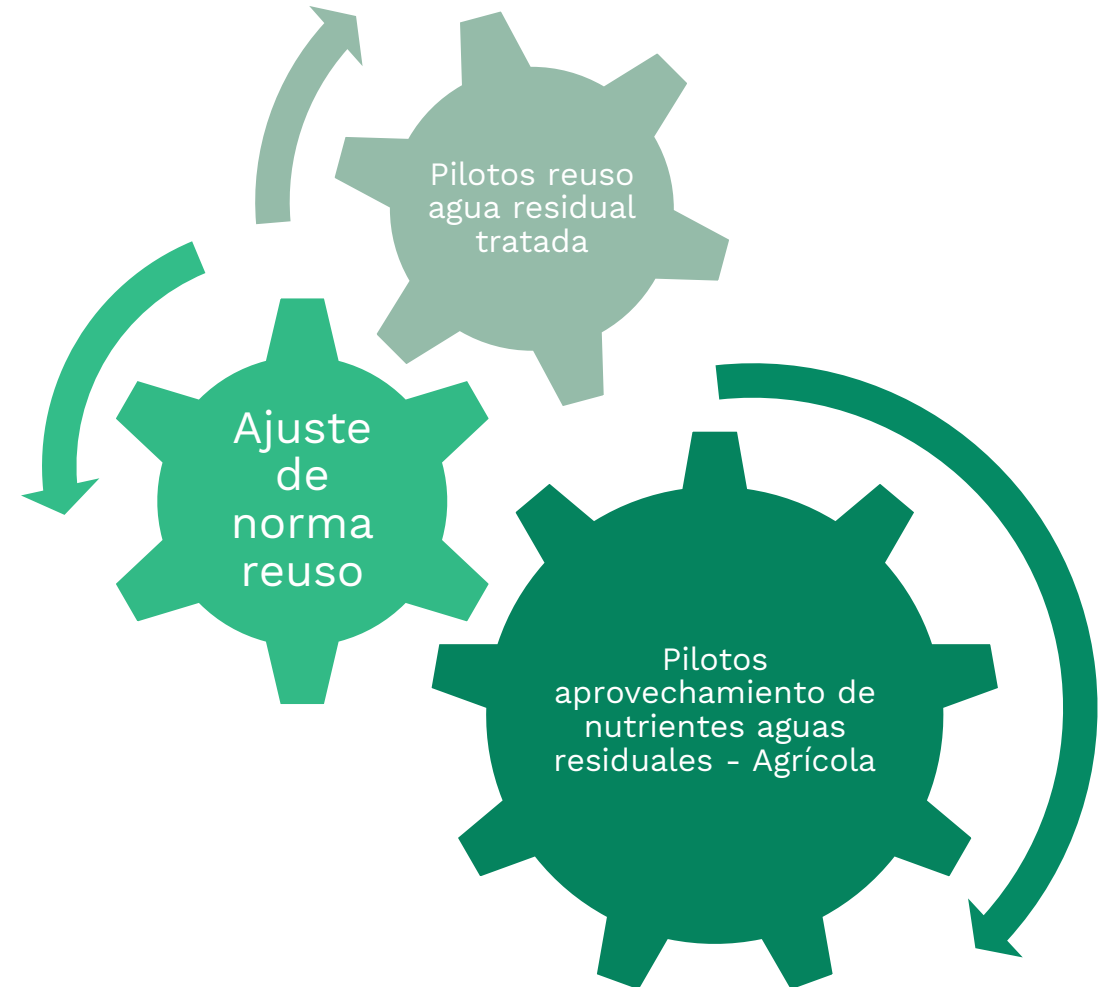 Pilotos reuso
agua residual
tratada
Ajuste
de
norma
reuso
Pilotos
aprovechamiento de
nutrientes aguas
residuales - Agrícola